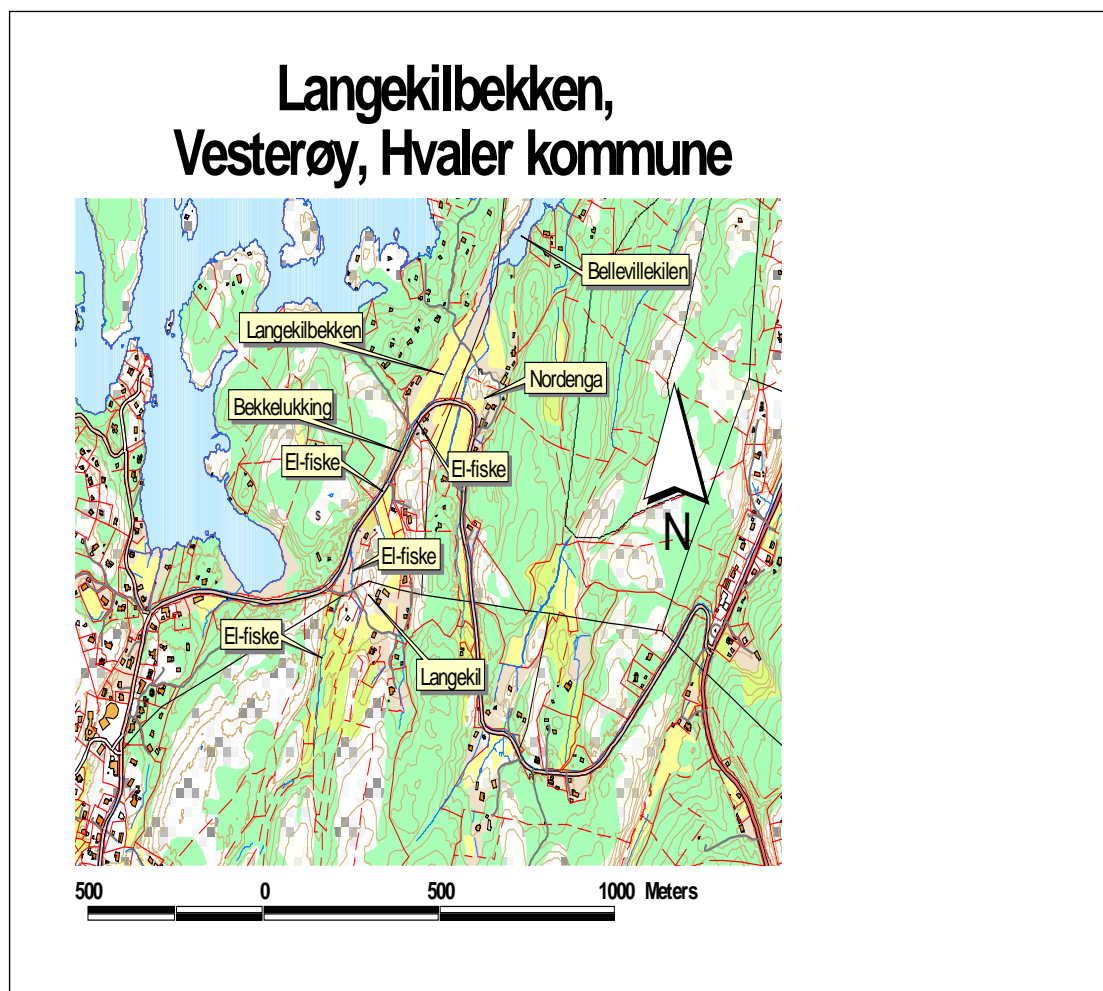 Langekilbekken,
Vesterøy, Hvaler kommune
Bellevillekilen
Langekilbekken
Nordenga
Bekkelukking
El-fiske
El-fiske
N
El-fiske
El-fiske
Langekil
$
500 0 500 1000 Meters